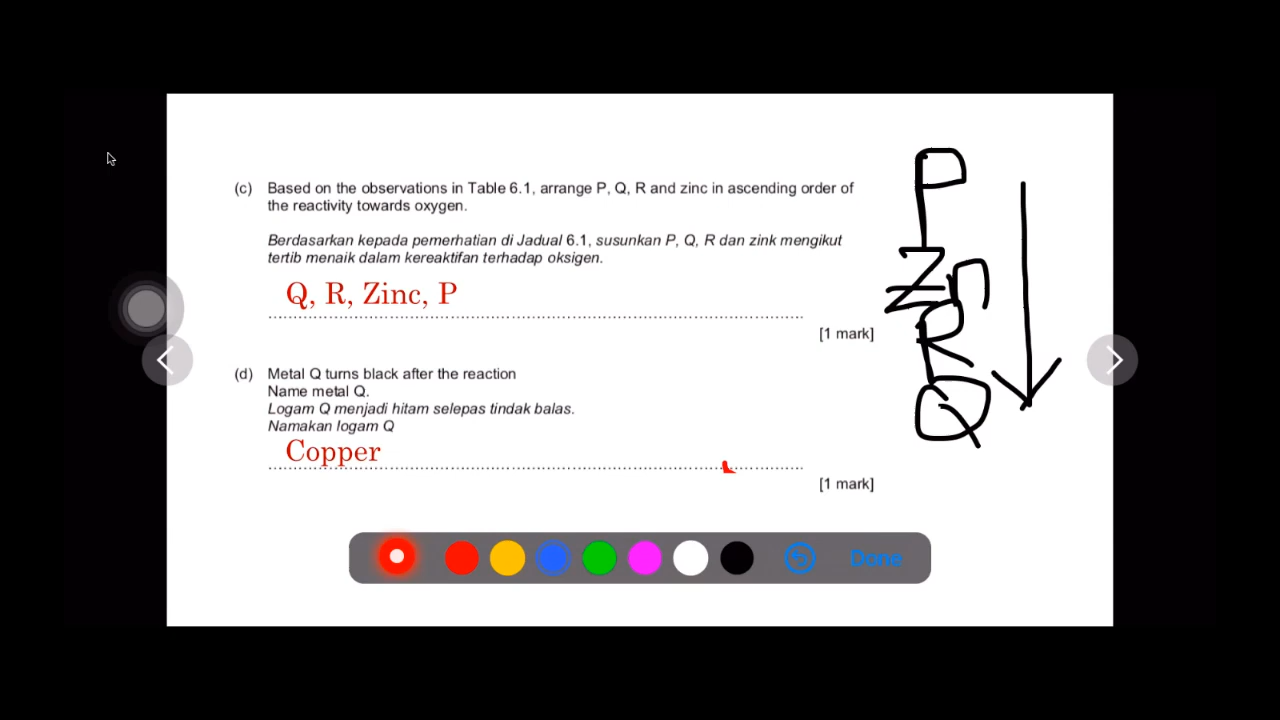 (c) Based on the observations in Table 6.1, arrange P, Q, R and zinc in ascending order of
the reactivity towards oxygen.
Berdasarkan kepada pemerhatian di Jadual 6.1, susunkan P, Q, R dan zink mengikut
tertib menaik dalam kereaktifan terhadap oksigen.
Q, R, Zinc, P
[1 mark]
(d) Metal Q turns black after the reaction
Name metal Q.
Logam Q menjadi hitam selepas tindak balas.
Namakan logam Q
Copper
[1 mark]
P
Zn
R
Q
Done